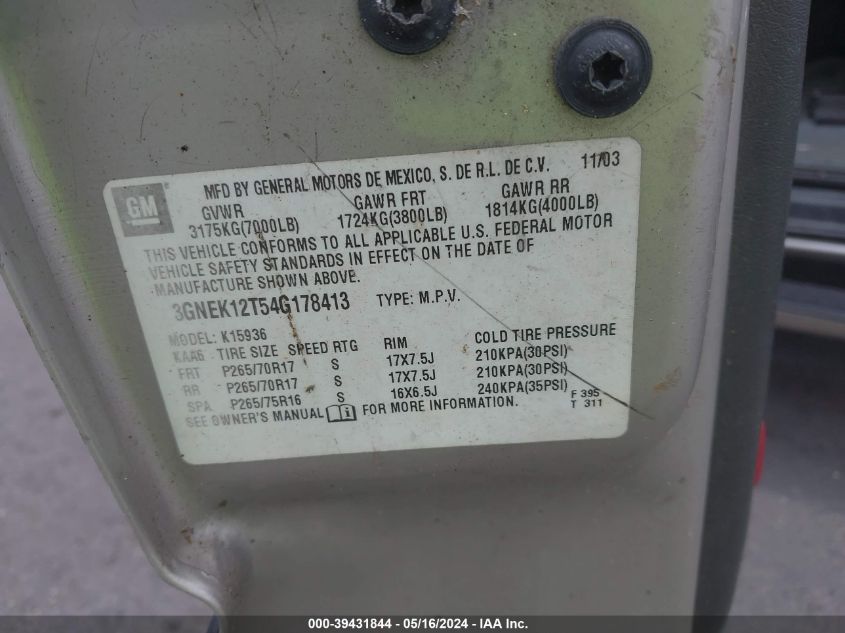 GM
MFD BY GENERAL MOTORS DE MEXICO, S. DE R.L. DE C.V. 11/03
GVWR GAWR FRT GAWR RR
3175KG(7000LB) 1724KG(3800LB) 1814KG(4000LB)
THIS VEHICLE CONFORMS TO ALL APPLICABLE U.S. FEDERAL MOTOR
VEHICLE SAFETY STANDARDS IN EFFECT ON THE DATE OF
MANUFACTURE SHOWN ABOVE.
3GNEK12T54G178413 TYPE: M.P.V.
MODEL: K15936
KAA6 TIRE SIZE SPEED RTG RIM COLD TIRE PRESSURE
FRT P265/70R17 S 17X7.5J 210KPA(30PSI)
RR P265/70R17 S 17X7.5J 210KPA(30PSI)
SPA P265/75R16 S 16X6.5J 240KPA(35PSI)
SEE OWNER'S MANUAL i FOR MORE INFORMATION.
F 395
T 311
000-39431844 / 05/16/2024 - IAA Inc.